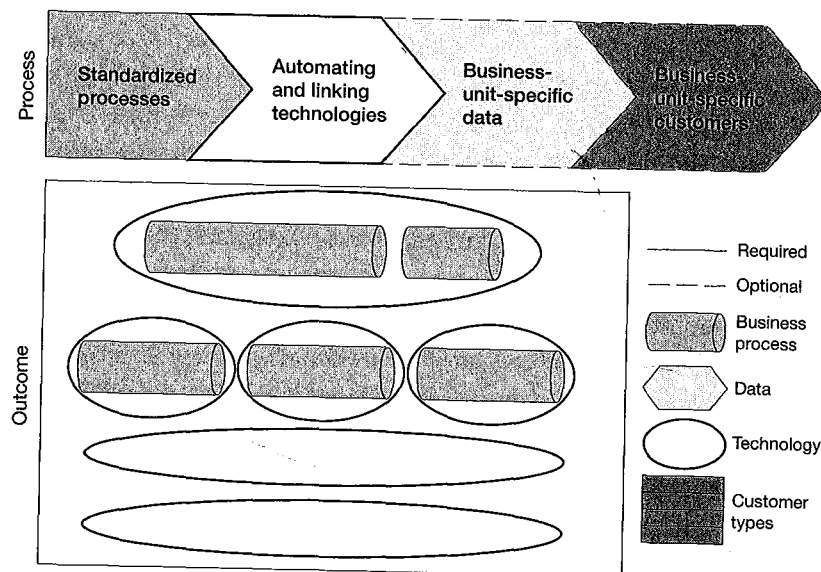 Process
Standardized
processes
Automating
and linking
technologies
Business-
unit-specific
data
Business-
unit-specific
customers
Outcome
Required
Optional
Business
process
Data
Technology
Customer
types